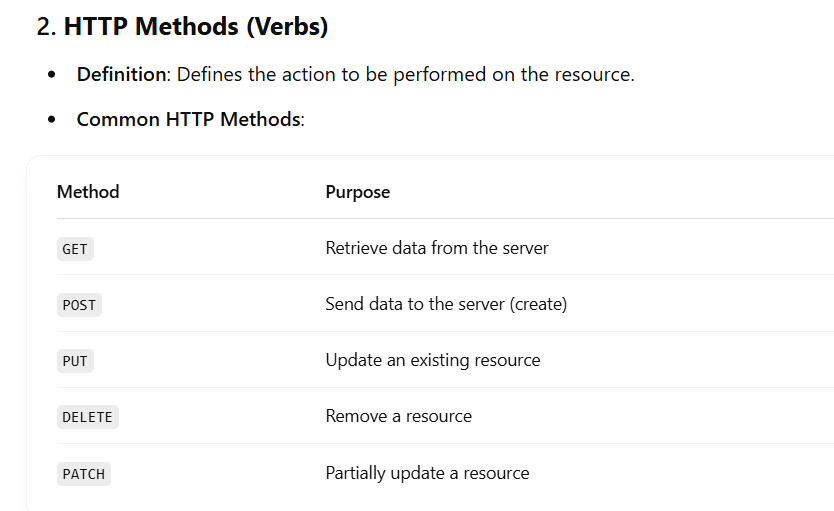 2. HTTP Methods (Verbs)
• Definition: Defines the action to be performed on the resource.
• Common HTTP Methods:
Method Purpose
GET Retrieve data from the server
POST Send data to the server (create)
PUT Update an existing resource
DELETE Remove a resource
PATCH Partially update a resource